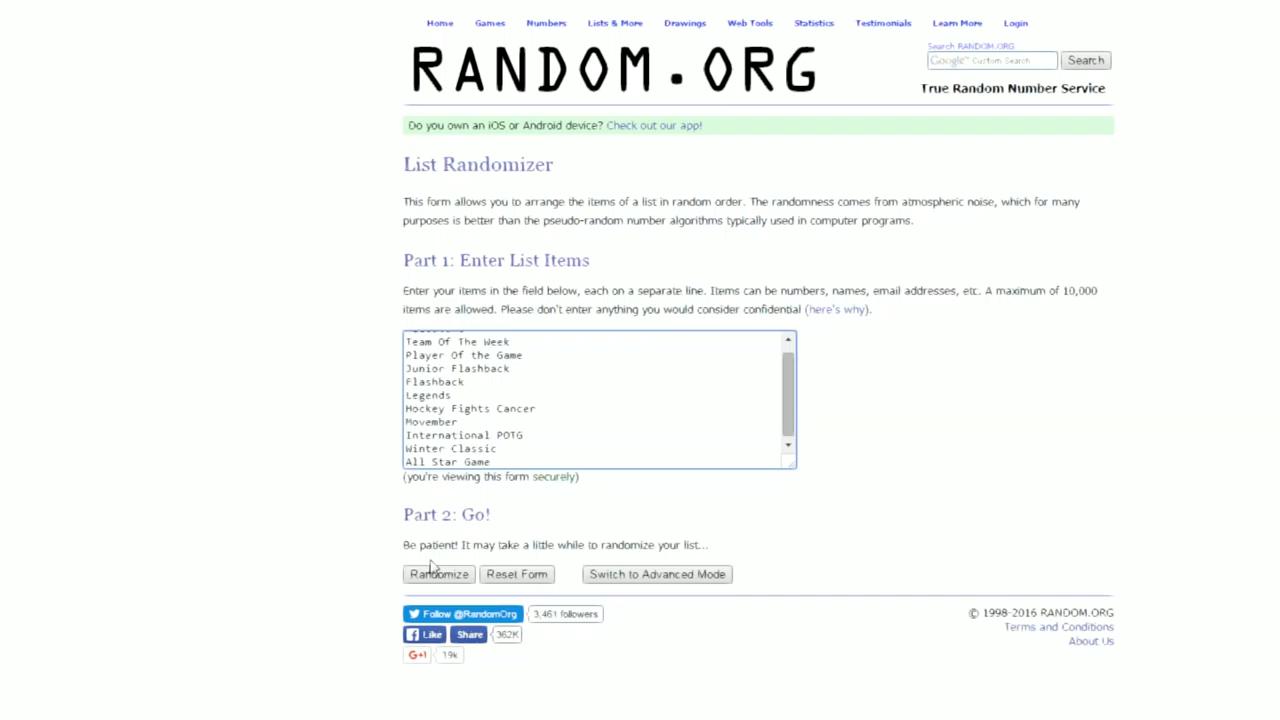 Home Games Numbers Lists & More Drawings Web Tools Statistics Testimonials Learn More Login
RANDOM.ORG
Search RANDOM.ORG
Google™ Custom Search
Search
True Random Number Service
Do you own an iOS or Android device? Check out our app!
List Randomizer
This form allows you to arrange the items of a list in random order. The randomness comes from atmospheric noise, which for many
purposes is better than the pseudo-random number algorithms typically used in computer programs.
Part 1: Enter List Items
Enter your items in the field below, each on a separate line. Items can be numbers, names, email addresses, etc. A maximum of 10,000
items are allowed. Please don't enter anything you would consider confidential (here's why).
Team Of The Week
Player Of the Game
Junior Flashback
Flashback
Legends
Hockey Fights Cancer
Movember
International POTG
Winter Classic
All Star Game
(you're viewing this form securely)
Part 2: Go!
Be patient! It may take a little while to randomize your list...
Randomize Reset Form Switch to Advanced Mode
Follow @RandomOrg 3,461 followers
Like Share 362K
G+1 19k
© 1998-2016 RANDOM.ORG
Terms and Conditions
About Us